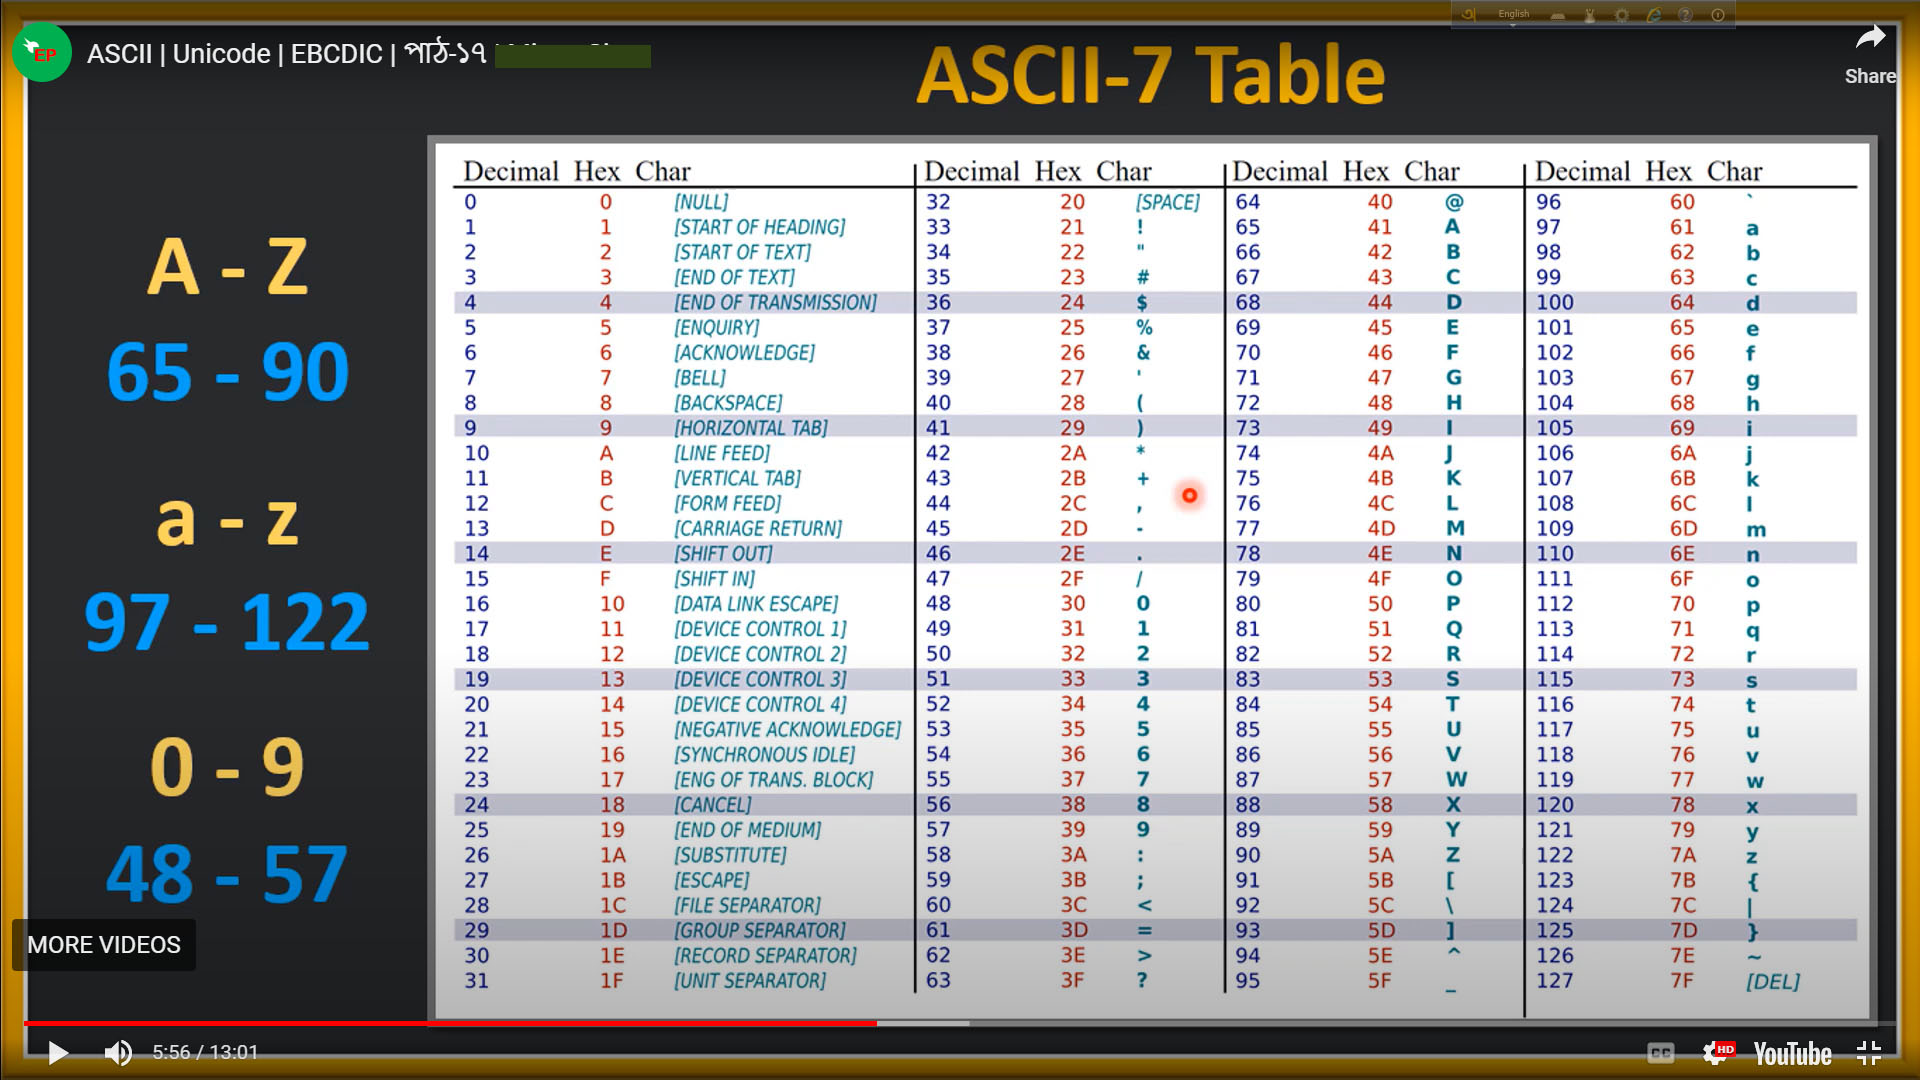 English
EP
ASCII | Unicode | EBCDIC | পাঠ-১৭
Share
ASCII-7 Table
A - Z
65 - 90
a - z
97 - 122
0 - 9
48 - 57
Decimal Hex Char Decimal Hex Char Decimal Hex Char Decimal Hex Char
0 0 [NULL] 32 20 [SPACE] 64 40 @ 96 60 `
1 1 [START OF HEADING] 33 21 ! 65 41 A 97 61 a
2 2 [START OF TEXT] 34 22 " 66 42 B 98 62 b
3 3 [END OF TEXT] 35 23 # 67 43 C 99 63 c
4 4 [END OF TRANSMISSION] 36 24 $ 68 44 D 100 64 d
5 5 [ENQUIRY] 37 25 % 69 45 E 101 65 e
6 6 [ACKNOWLEDGE] 38 26 & 70 46 F 102 66 f
7 7 [BELL] 39 27 ' 71 47 G 103 67 g
8 8 [BACKSPACE] 40 28 ( 72 48 H 104 68 h
9 9 [HORIZONTAL TAB] 41 29 ) 73 49 I 105 69 i
10 A [LINE FEED] 42 2A * 74 4A J 106 6A j
11 B [VERTICAL TAB] 43 2B + 75 4B K 107 6B k
12 C [FORM FEED] 44 2C , 76 4C L 108 6C l
13 D [CARRIAGE RETURN] 45 2D - 77 4D M 109 6D m
14 E [SHIFT OUT] 46 2E . 78 4E N 110 6E n
15 F [SHIFT IN] 47 2F / 79 4F O 111 6F o
16 10 [DATA LINK ESCAPE] 48 30 0 80 50 P 112 70 p
17 11 [DEVICE CONTROL 1] 49 31 1 81 51 Q 113 71 q
18 12 [DEVICE CONTROL 2] 50 32 2 82 52 R 114 72 r
19 13 [DEVICE CONTROL 3] 51 33 3 83 53 S 115 73 s
20 14 [DEVICE CONTROL 4] 52 34 4 84 54 T 116 74 t
21 15 [NEGATIVE ACKNOWLEDGE] 53 35 5 85 55 U 117 75 u
22 16 [SYNCHRONOUS IDLE] 54 36 6 86 56 V 118 76 v
23 17 [ENG OF TRANS. BLOCK] 55 37 7 87 57 W 119 77 w
24 18 [CANCEL] 56 38 8 88 58 X 120 78 x
25 19 [END OF MEDIUM] 57 39 9 89 59 Y 121 79 y
26 1A [SUBSTITUTE] 58 3A : 90 5A Z 122 7A z
27 1B [ESCAPE] 59 3B ; 91 5B [ 123 7B {
28 1C [FILE SEPARATOR] 60 3C < 92 5C \ 124 7C |
29 1D [GROUP SEPARATOR] 61 3D = 93 5D ] 125 7D }
30 1E [RECORD SEPARATOR] 62 3E > 94 5E ^ 126 7E ~
31 1F [UNIT SEPARATOR] 63 3F ? 95 5F _ 127 7F [DEL]
MORE VIDEOS
5:56 / 13:01
CC
HD
YouTube